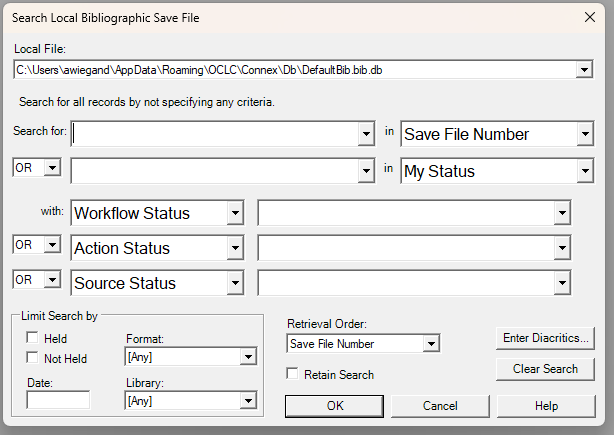 Search Local Bibliographic Save File
Local File:
C:\Users\awiegand\AppData\Roaming\OCLC\Connex\Db\DefaultBib.bib.db
Search for all records by not specifying any criteria.
Search for: in Save File Number
OR in My Status
with: Workflow Status
OR Action Status
OR Source Status
Limit Search by
Held
Not Held
Format:
[Any]
Date:
Library:
[Any]
Retrieval Order:
Save File Number
Retain Search
Enter Diacritics...
Clear Search
OK Cancel Help